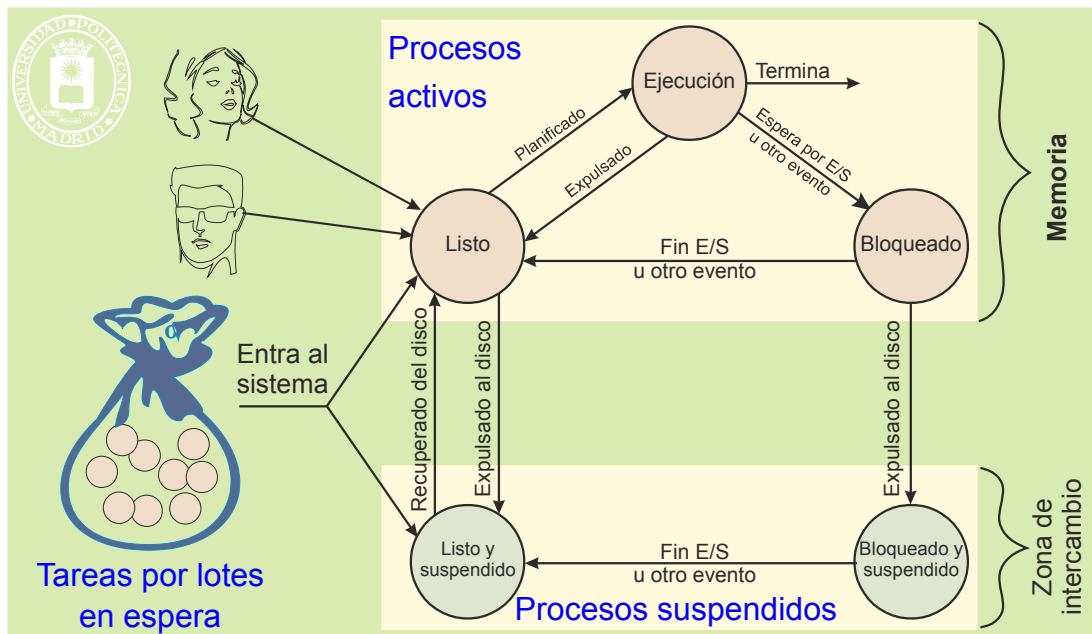 UNIVERSIDAD POLITECNICA
MADRID
Procesos
activos
Ejecución
Termina
Planificado
Expulsado
Espera por E/S
u otro evento
Memoria
Listo
Fin E/S
u otro evento
Bloqueado
Entra al
sistema
Recuperado del disco
Expulsado al disco
Expulsado al disco
Listo y
suspendido
Fin E/S
u otro evento
Bloqueado y
suspendido
Zona de
intercambio
Tareas por lotes
en espera
Procesos suspendidos